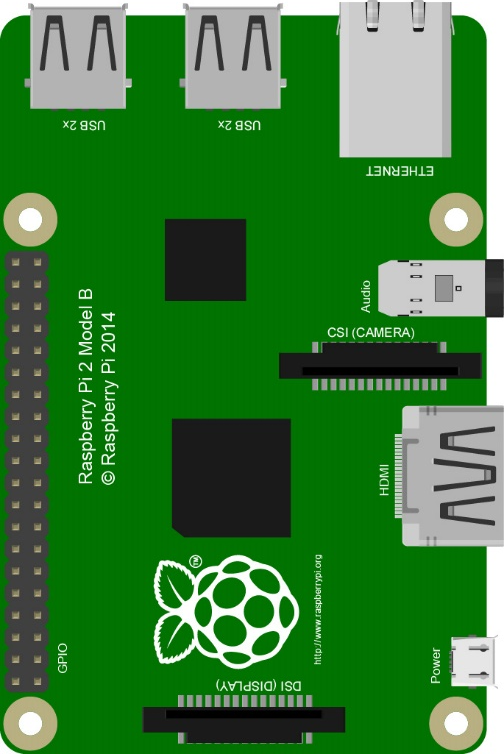 USB 2x
USB 2x
ETHERNET
Audio
CSI (CAMERA)
Raspberry Pi 2 Model B
© Raspberry Pi 2014
HDMI
TM
http://www.raspberrypi.org
GPIO
Power
DSI (DISPLAY)